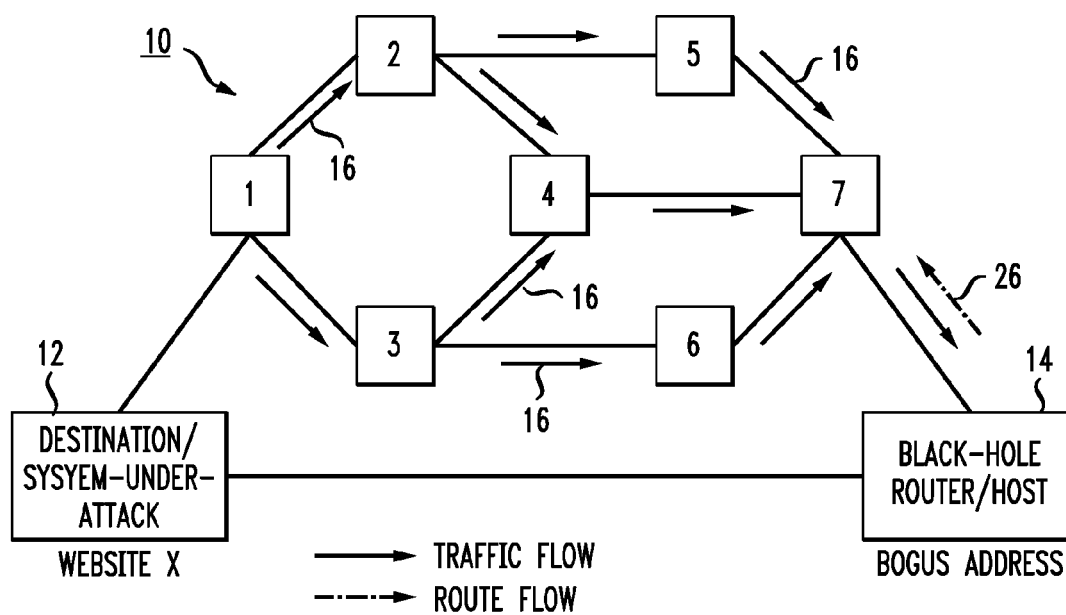 10
2
5
16
16
1
4
7
16
26
3
6
12
16
14
DESTINATION/
SYSYEM-UNDER-
ATTACK
BLACK-HOLE
ROUTER/HOST
WEBSITE X
BOGUS ADDRESS
TRAFFIC FLOW
ROUTE FLOW